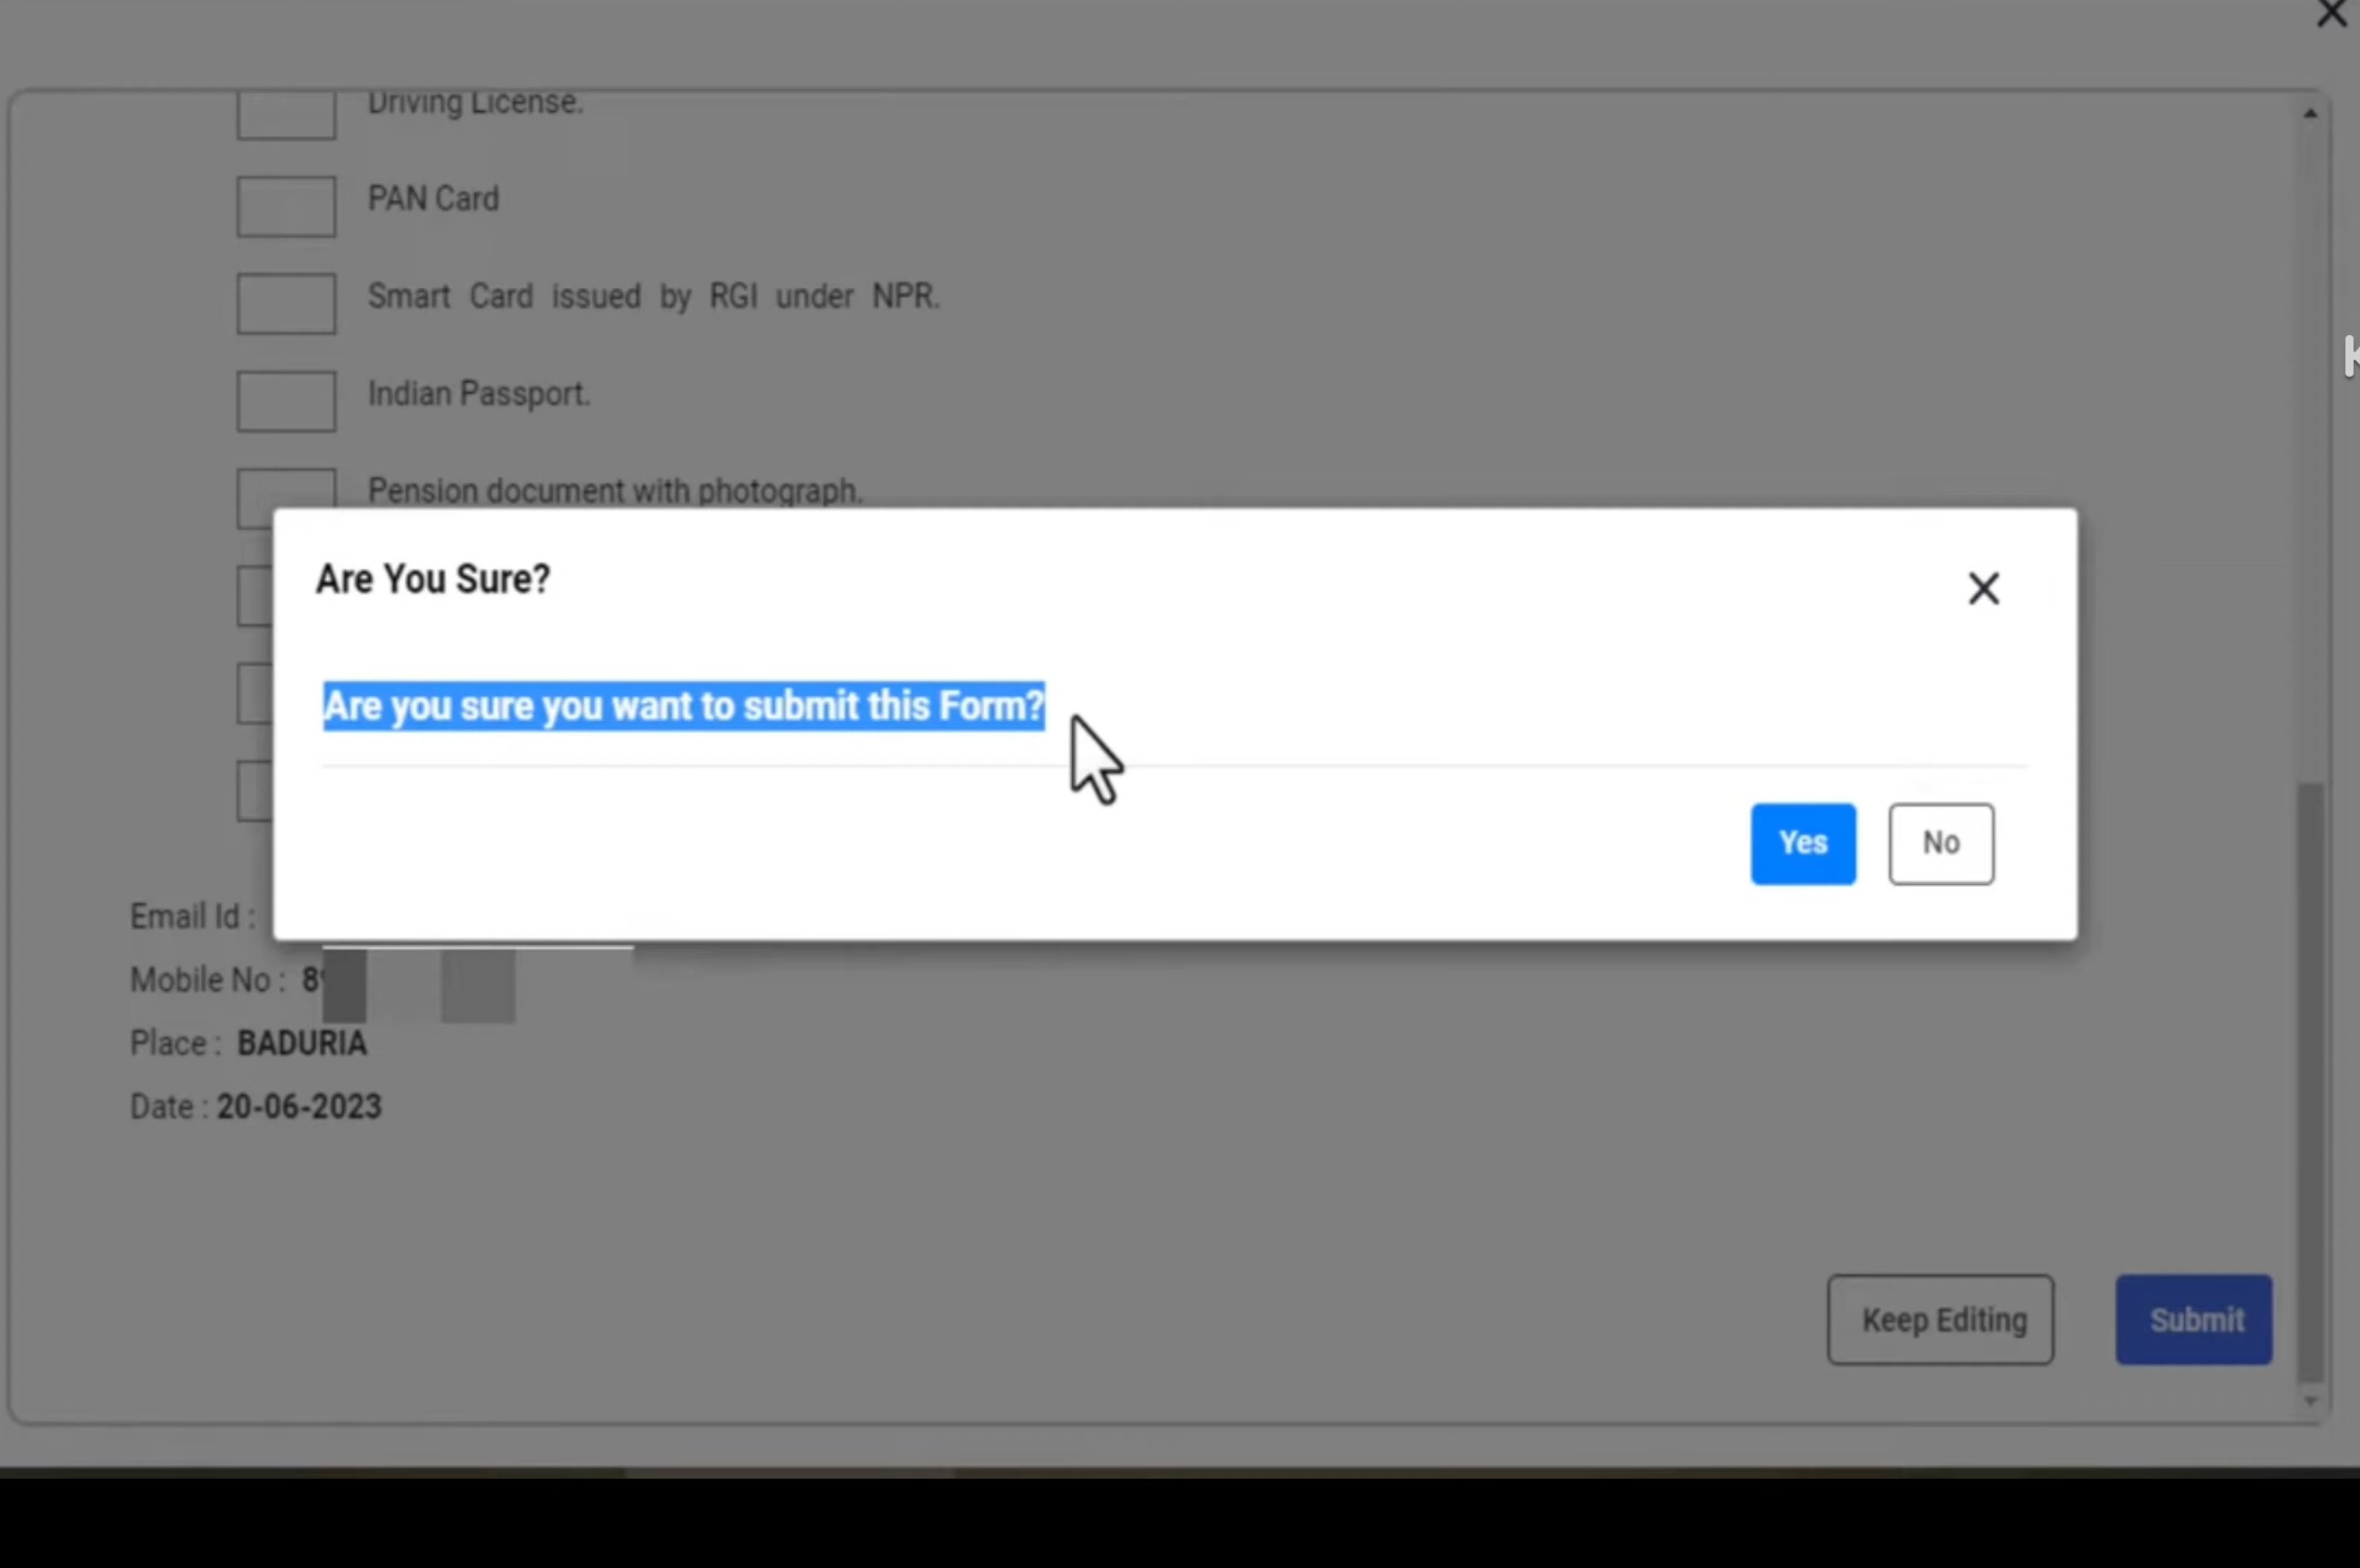 Driving License.
PAN Card
Smart Card issued by RGI under NPR.
Indian Passport.
Pension document with photograph.
Are You Sure?
Are you sure you want to submit this Form?
Yes No
Email Id :
Mobile No : 8
Place : BADURIA
Date : 20-06-2023
Keep Editing Submit